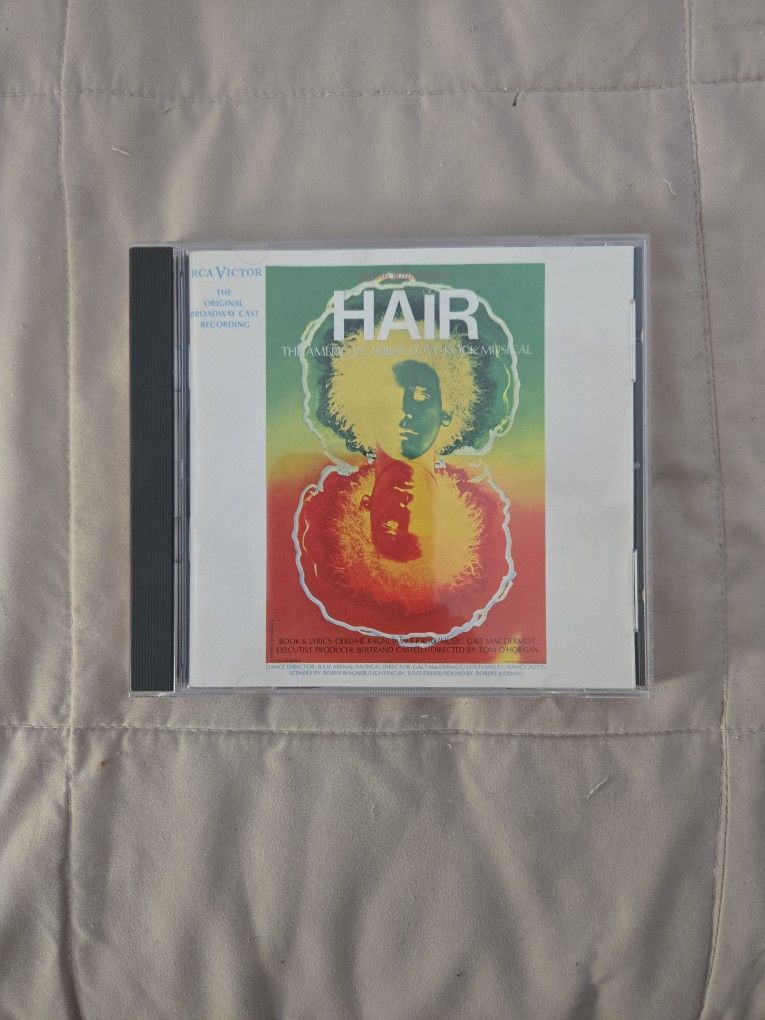 RCA VICTOR
THE
ORIGINAL
BROADWAY CAST
RECORDING
HAIR
THE AMERICAN TRIBAL LOVE-ROCK MUSICAL
BOOK & LYRICS: GEROME RAGNI, JAMES RADO/MUSIC: GALT MACDERMOT
EXECUTIVE PRODUCER: BERTRAND CASTELLI/DIRECTED BY: TOM O'HORGAN
DANCE DIRECTOR: JULIE ARENAL/MUSICAL DIRECTOR: GALT MacDERMOT/COSTUMES BY: NANCY POTTS
SCENERY BY: ROBIN WAGNER/LIGHTING BY: JULES FISHER/SOUND BY: ROBERT KIERNAN